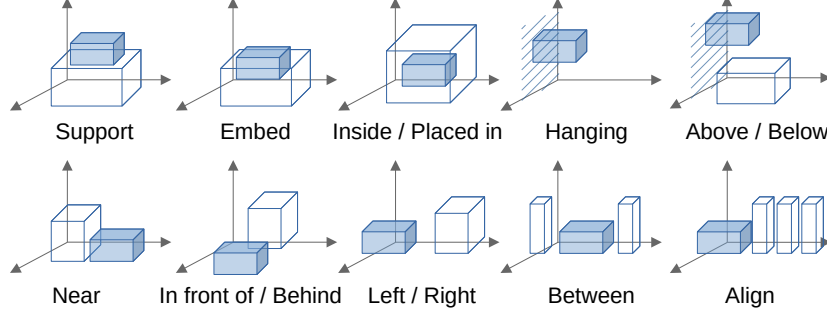 Support
Embed
Inside / Placed in
Hanging
Above / Below
Near
In front of / Behind
Left / Right
Between
Align